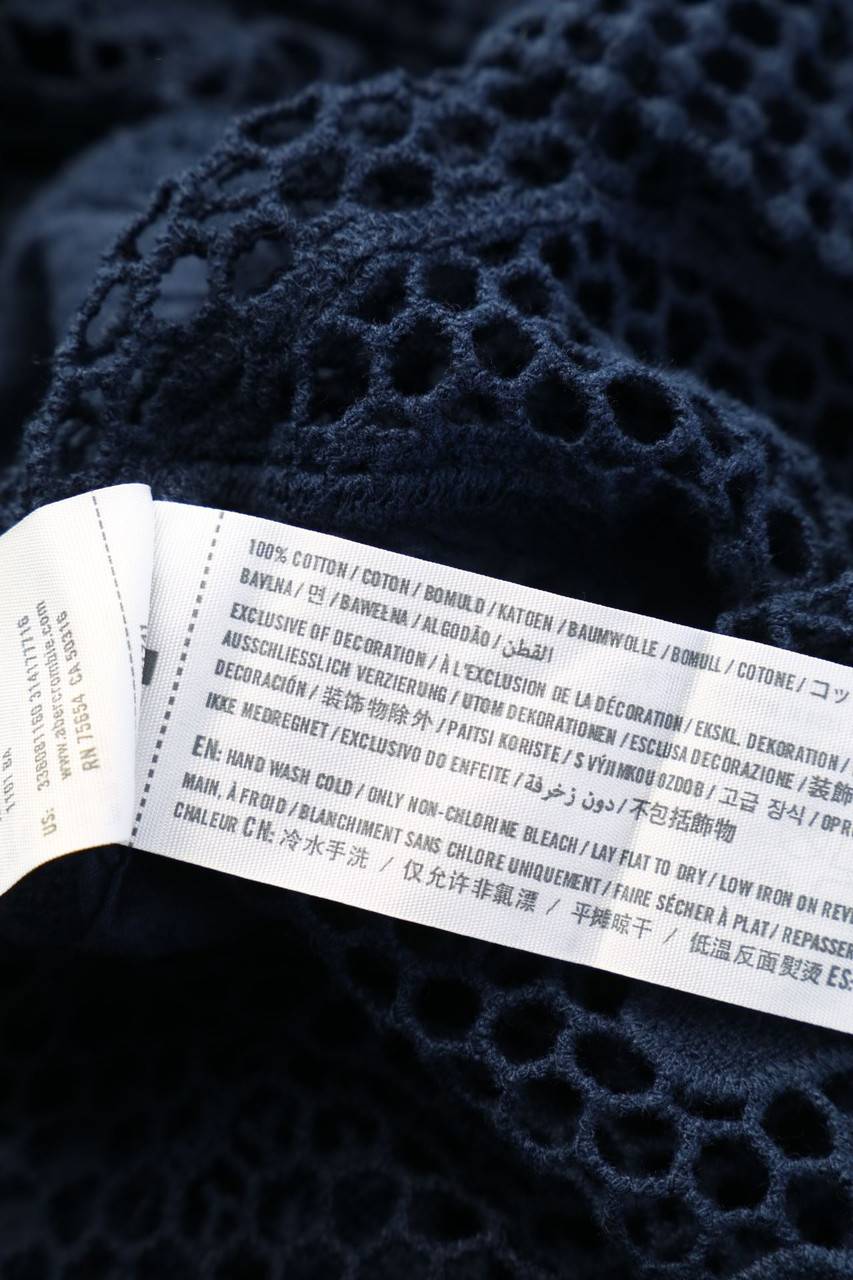 100% COTTON / COTON / BOMULD / KATOEN / BAUMWOLLE / BOMULL / COTONE / コッ
BAVLNA / 면 / BAWEŁNA / ALGODÃO / القطن
EXCLUSIVE OF DECORATION / À L'EXCLUSION DE LA DÉCORATION / EKSKL. DEKORATION /
AUSSCHLIESSLICH VERZIERUNG / UTOM DEKORATIONEN / ESCLUSA DECORAZIONE / 装飾
DECORACIÓN / 装饰物除外 / PAITSI KORISTE / S VÝJIMKOU OZDOB / 고급 장식 / OPR
IKKE MEDREGNET / EXCLUSIVO DO ENFEITE / دون زخرفة / 不包括飾物
EN: HAND WASH COLD / ONLY NON-CHLORINE BLEACH / LAY FLAT TO DRY / LOW IRON ON REV
MAIN, À FROID / BLANCHIMENT SANS CHLORE UNIQUEMENT / FAIRE SÉCHER À PLAT / REPASSER
CHALEUR CN: 冷水手洗 / 仅允许非氯漂 / 平摊晾干 / 低温反面熨烫 ES:
US: 336081160 31417716
www.abercrombie.com
RN 75654 CA 50316